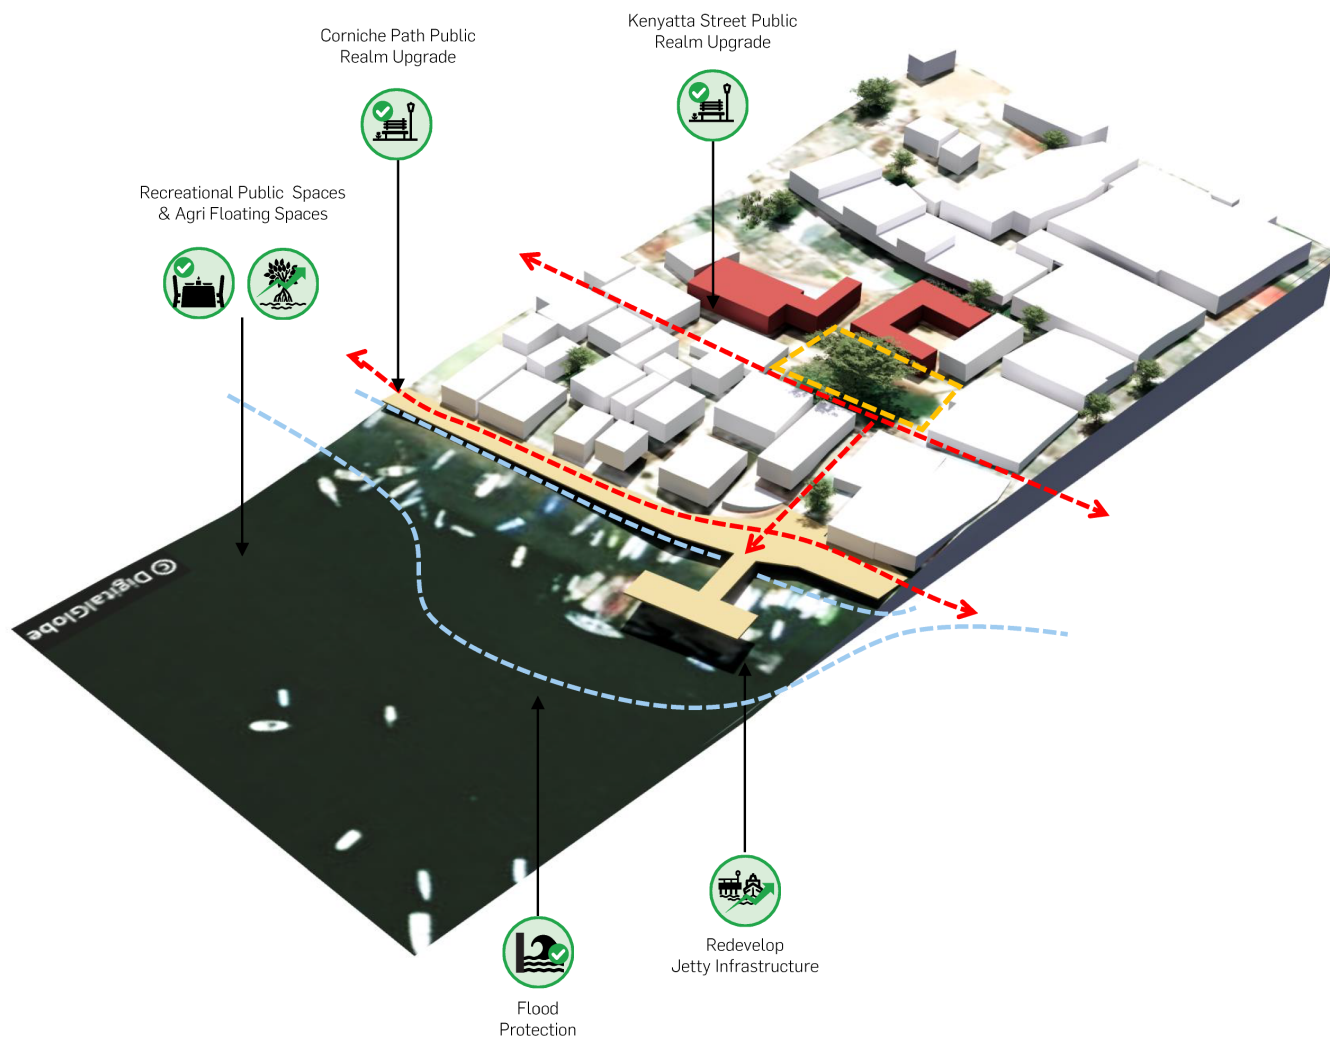 Kenyatta Street Public
Realm Upgrade
Corniche Path Public
Realm Upgrade
Recreational Public Spaces
& Agri Floating Spaces
© DigitalGlobe
Redevelop
Jetty Infrastructure
Flood
Protection